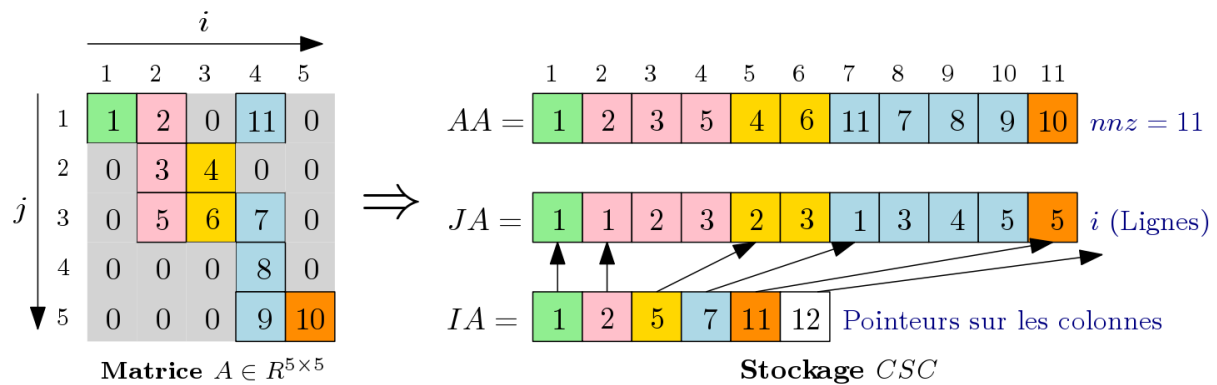 i
1 2 3 4 5
j
1 1 2 0 11 0
2 0 3 4 0 0
3 0 5 6 7 0
4 0 0 0 8 0
5 0 0 0 9 10
Matrice A ∈ R^{5×5}
⇒
1 2 3 4 5 6 7 8 9 10 11
AA = 1 2 3 5 4 6 11 7 8 9 10 nnz = 11
JA = 1 1 2 3 2 3 1 3 4 5 5 i (Lignes)
IA = 1 2 5 7 11 12 Pointeurs sur les colonnes
Stockage CSC